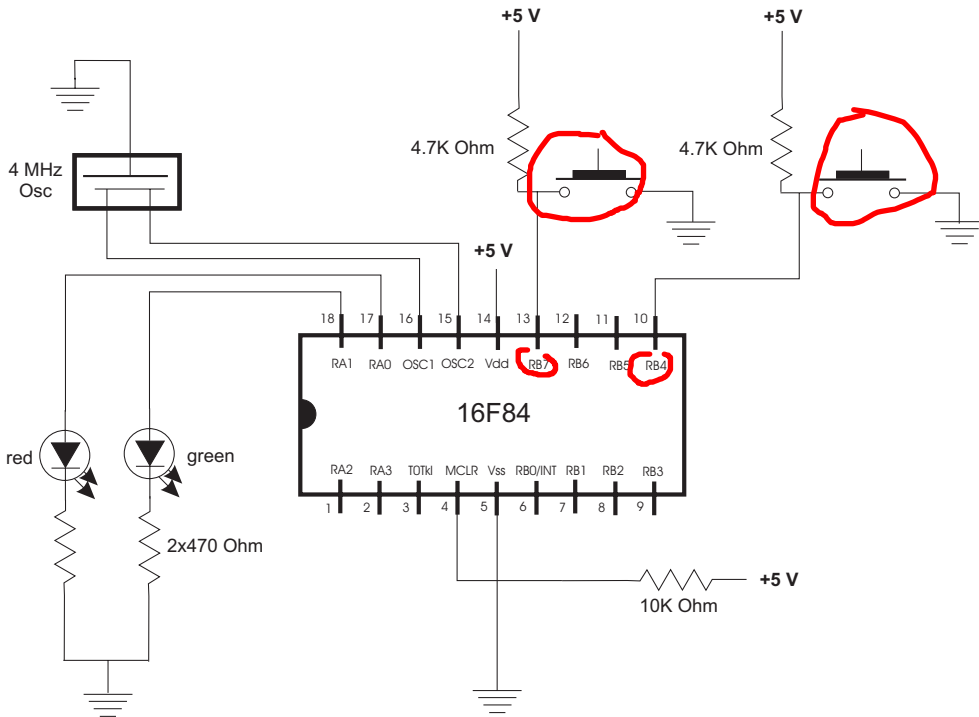 +5 V
+5 V
4.7K Ohm
4.7K Ohm
4 MHz
Osc
+5 V
18 17 16 15 14 13 12 11 10
RA1 RA0 OSC1 OSC2 Vdd RB7 RB6 RB5 RB4
16F84
red
green
RA2 RA3 T0Tkl MCLR Vss RB0/INT RB1 RB2 RB3
1 2 3 4 5 6 7 8 9
2x470 Ohm
+5 V
10K Ohm